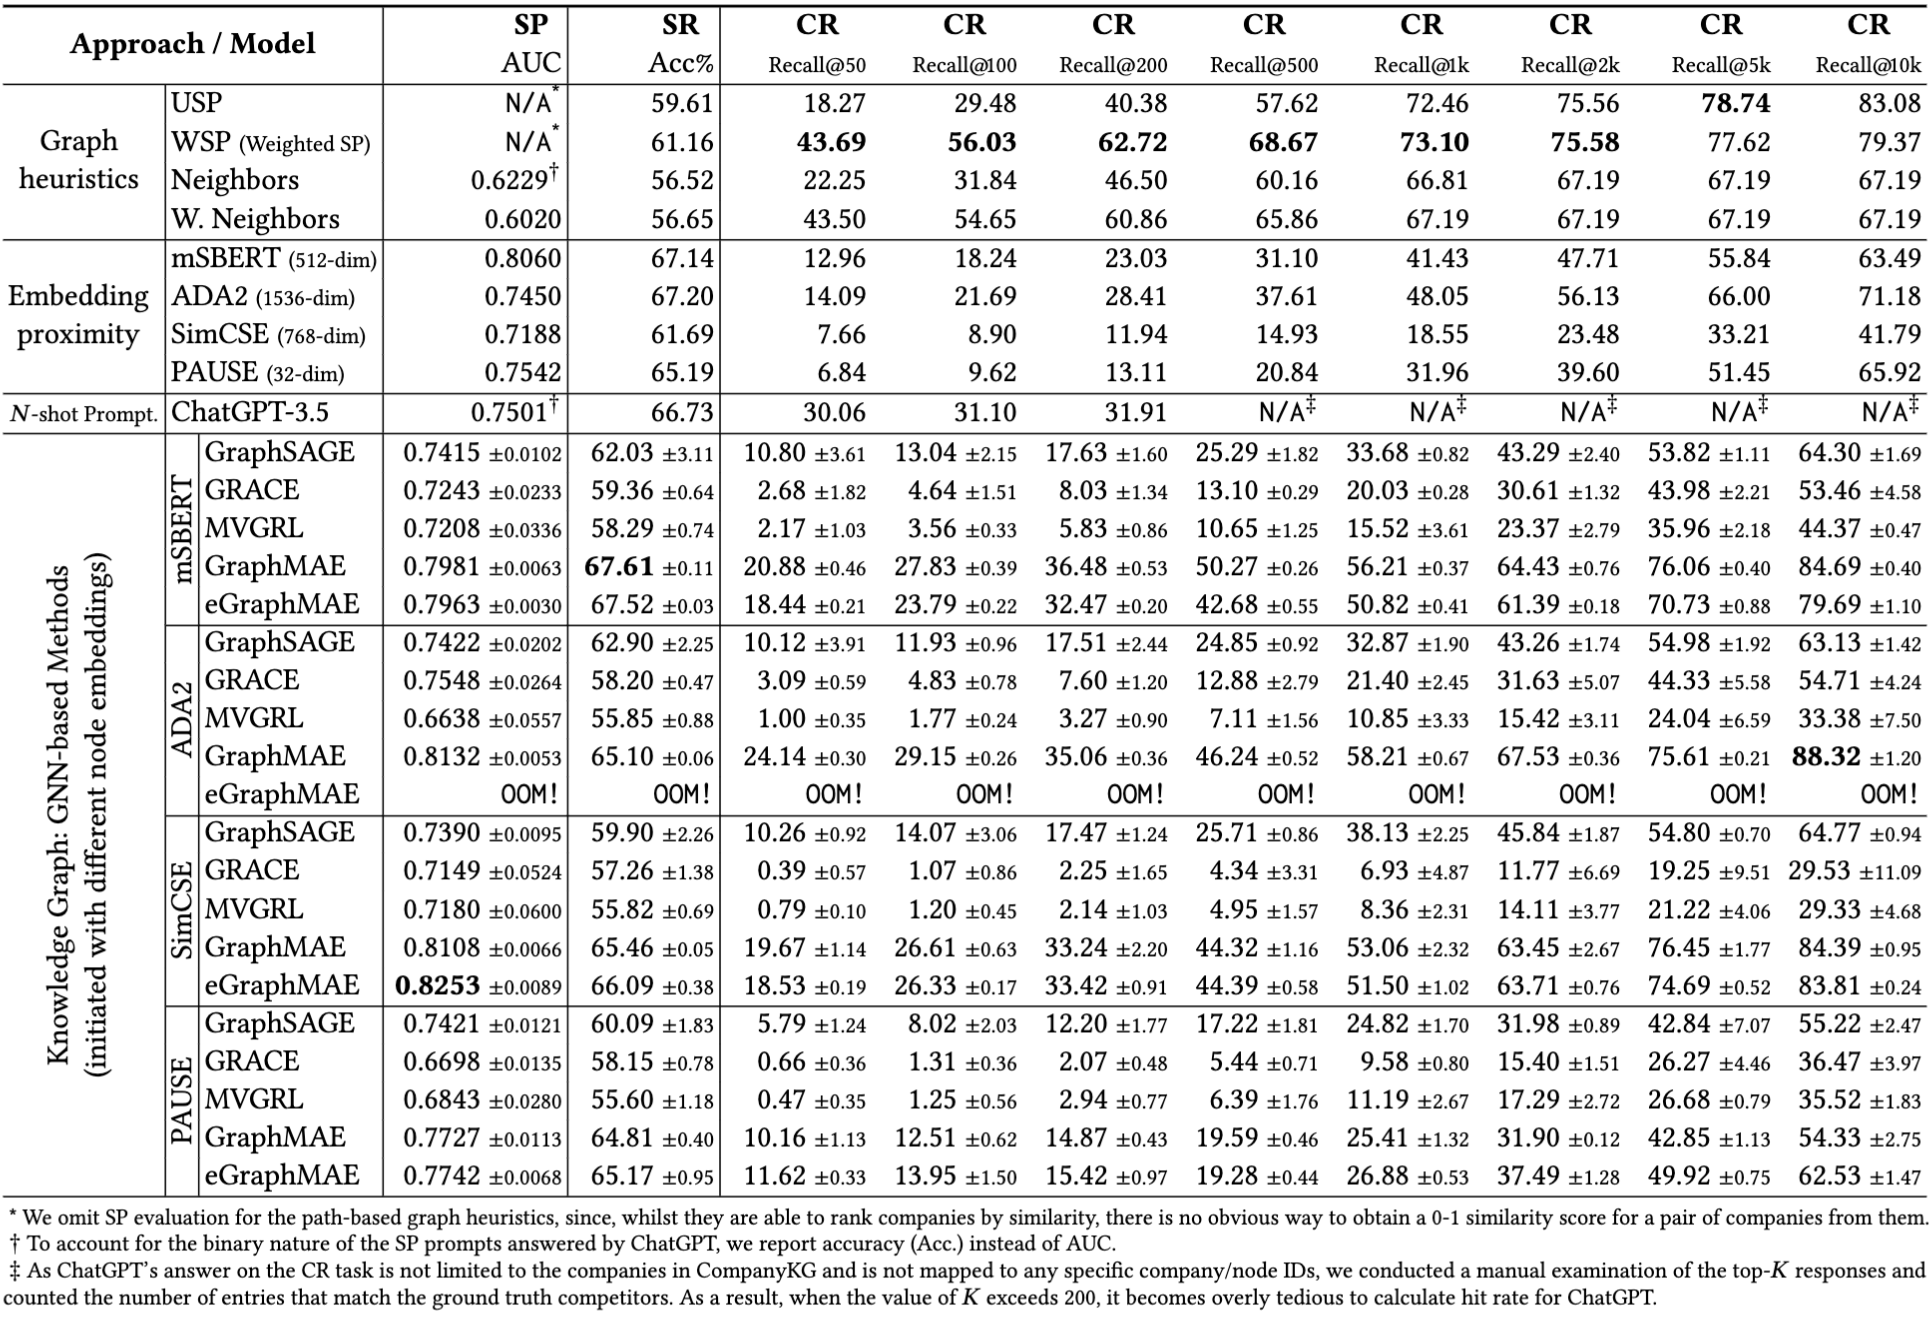 Approach / Model SP SR CR CR CR CR CR CR CR CR
AUC Acc% Recall@50 Recall@100 Recall@200 Recall@500 Recall@1k Recall@2k Recall@5k Recall@10k
Graph heuristics
USP N/A* 59.61 18.27 29.48 40.38 57.62 72.46 75.56 78.74 83.08
WSP (Weighted SP) N/A* 61.16 43.69 56.03 62.72 68.67 73.10 75.58 77.62 79.37
Neighbors 0.6229† 56.52 22.25 31.84 46.50 60.16 66.81 67.19 67.19 67.19
W. Neighbors 0.6020 56.65 43.50 54.65 60.86 65.86 67.19 67.19 67.19 67.19
Embedding proximity
mSBERT (512-dim) 0.8060 67.14 12.96 18.24 23.03 31.10 41.43 47.71 55.84 63.49
ADA2 (1536-dim) 0.7450 67.20 14.09 21.69 28.41 37.61 48.05 56.13 66.00 71.18
SimCSE (768-dim) 0.7188 61.69 7.66 8.90 11.94 14.93 18.55 23.48 33.21 41.79
PAUSE (32-dim) 0.7542 65.19 6.84 9.62 13.11 20.84 31.96 39.60 51.45 65.92
N-shot Prompt. ChatGPT-3.5 0.7501† 66.73 30.06 31.10 31.91 N/A‡ N/A‡ N/A‡ N/A‡ N/A‡
Knowledge Graph: GNN-based Methods
(initiated with different node embeddings)
mSBERT
GraphSAGE 0.7415 ±0.0102 62.03 ±3.11 10.80 ±3.61 13.04 ±2.15 17.63 ±1.60 25.29 ±1.82 33.68 ±0.82 43.29 ±2.40 53.82 ±1.11 64.30 ±1.69
GRACE 0.7243 ±0.0233 59.36 ±0.64 2.68 ±1.82 4.64 ±1.51 8.03 ±1.34 13.10 ±0.29 20.03 ±0.28 30.61 ±1.32 43.98 ±2.21 53.46 ±4.58
MVGRL 0.7208 ±0.0336 58.29 ±0.74 2.17 ±1.03 3.56 ±0.33 5.83 ±0.86 10.65 ±1.25 15.52 ±3.61 23.37 ±2.79 35.96 ±2.18 44.37 ±0.47
GraphMAE 0.7981 ±0.0063 67.61 ±0.11 20.88 ±0.46 27.83 ±0.39 36.48 ±0.53 50.27 ±0.26 56.21 ±0.37 64.43 ±0.76 76.06 ±0.40 84.69 ±0.40
eGraphMAE 0.7963 ±0.0030 67.52 ±0.03 18.44 ±0.21 23.79 ±0.22 32.47 ±0.20 42.68 ±0.55 50.82 ±0.41 61.39 ±0.18 70.73 ±0.88 79.69 ±1.10
ADA2
GraphSAGE 0.7422 ±0.0202 62.90 ±2.25 10.12 ±3.91 11.93 ±0.96 17.51 ±2.44 24.85 ±0.92 32.87 ±1.90 43.26 ±1.74 54.98 ±1.92 63.13 ±1.42
GRACE 0.7548 ±0.0264 58.20 ±0.47 3.09 ±0.59 4.83 ±0.78 7.60 ±1.20 12.88 ±2.79 21.40 ±2.45 31.63 ±5.07 44.33 ±5.58 54.71 ±4.24
MVGRL 0.6638 ±0.0557 55.85 ±0.88 1.00 ±0.35 1.77 ±0.24 3.27 ±0.90 7.11 ±1.56 10.85 ±3.33 15.42 ±3.11 24.04 ±6.59 33.38 ±7.50
GraphMAE 0.8132 ±0.0053 65.10 ±0.06 24.14 ±0.30 29.15 ±0.26 35.06 ±0.36 46.24 ±0.52 58.21 ±0.67 67.53 ±0.36 75.61 ±0.21 88.32 ±1.20
eGraphMAE OOM! OOM! OOM! OOM! OOM! OOM! OOM! OOM! OOM! OOM!
SimCSE
GraphSAGE 0.7390 ±0.0095 59.90 ±2.26 10.26 ±0.92 14.07 ±3.06 17.47 ±1.24 25.71 ±0.86 38.13 ±2.25 45.84 ±1.87 54.80 ±0.70 64.77 ±0.94
GRACE 0.7149 ±0.0524 57.26 ±1.38 0.39 ±0.57 1.07 ±0.86 2.25 ±1.65 4.34 ±3.31 6.93 ±4.87 11.77 ±6.69 19.25 ±9.51 29.53 ±11.09
MVGRL 0.7180 ±0.0600 55.82 ±0.69 0.79 ±0.10 1.20 ±0.45 2.14 ±1.03 4.95 ±1.57 8.36 ±2.31 14.11 ±3.77 21.22 ±4.06 29.33 ±4.68
GraphMAE 0.8108 ±0.0066 65.46 ±0.05 19.67 ±1.14 26.61 ±0.63 33.24 ±2.20 44.32 ±1.16 53.06 ±2.32 63.45 ±2.67 76.45 ±1.77 84.39 ±0.95
eGraphMAE 0.8253 ±0.0089 66.09 ±0.38 18.53 ±0.19 26.33 ±0.17 33.42 ±0.91 44.39 ±0.58 51.50 ±1.02 63.71 ±0.76 74.69 ±0.52 83.81 ±0.24
PAUSE
GraphSAGE 0.7421 ±0.0121 60.09 ±1.83 5.79 ±1.24 8.02 ±2.03 12.20 ±1.77 17.22 ±1.81 24.82 ±1.70 31.98 ±0.89 42.84 ±7.07 55.22 ±2.47
GRACE 0.6698 ±0.0135 58.15 ±0.78 0.66 ±0.36 1.31 ±0.36 2.07 ±0.48 5.44 ±0.71 9.58 ±0.80 15.40 ±1.51 26.27 ±4.46 36.47 ±3.97
MVGRL 0.6843 ±0.0280 55.60 ±1.18 0.47 ±0.35 1.25 ±0.56 2.94 ±0.77 6.39 ±1.76 11.19 ±2.67 17.29 ±2.72 26.68 ±0.79 35.52 ±1.83
GraphMAE 0.7727 ±0.0113 64.81 ±0.40 10.16 ±1.13 12.51 ±0.62 14.87 ±0.43 19.59 ±0.46 25.41 ±1.32 31.90 ±0.12 42.85 ±1.13 54.33 ±2.75
eGraphMAE 0.7742 ±0.0068 65.17 ±0.95 11.62 ±0.33 13.95 ±1.50 15.42 ±0.97 19.28 ±0.44 26.88 ±0.53 37.49 ±1.28 49.92 ±0.75 62.53 ±1.47
* We omit SP evaluation for the path-based graph heuristics, since, whilst they are able to rank companies by similarity, there is no obvious way to obtain a 0-1 similarity score for a pair of companies from them.
† To account for the binary nature of the SP prompts answered by ChatGPT, we report accuracy (Acc.) instead of AUC.
‡ As ChatGPT's answer on the CR task is not limited to the companies in CompanyKG and is not mapped to any specific company/node IDs, we conducted a manual examination of the top-K responses and
counted the number of entries that match the ground truth competitors. As a result, when the value of K exceeds 200, it becomes overly tedious to calculate hit rate for ChatGPT.